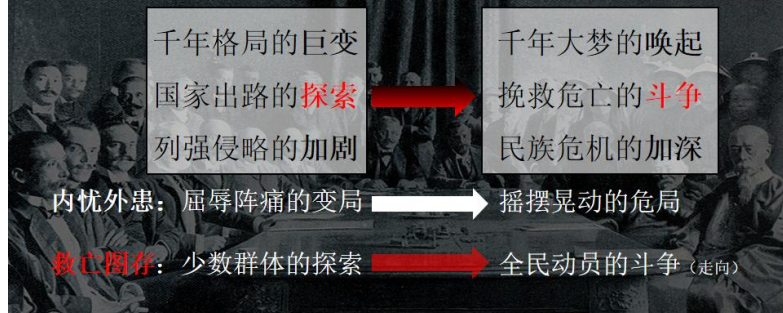 千年格局的巨变
国家出路的探索
列强侵略的加剧
千年大梦的唤起
挽救危亡的斗争
民族危机的加深
内忧外患：屈辱阵痛的变局
摇摆晃动的危局
救亡图存：少数群体的探索
全民动员的斗争（走向）